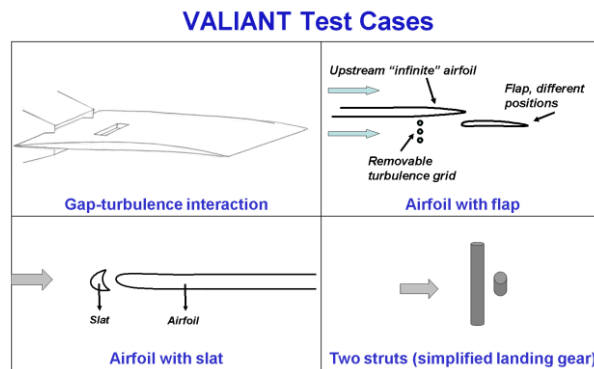 VALIANT Test Cases
Gap-turbulence interaction
Upstream “infinite” airfoil
Flap, different
positions
Removable
turbulence grid
Airfoil with flap
Slat
Airfoil
Airfoil with slat
Two struts (simplified landing gear)